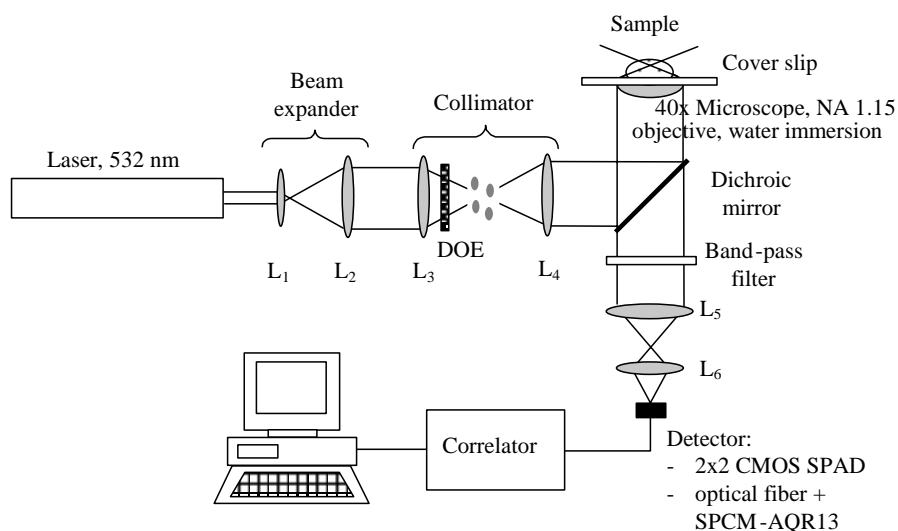 Sample
Cover slip
Beam
expander
Collimator
40x Microscope, NA 1.15
objective, water immersion
Laser, 532 nm
Dichroic
mirror
DOE
L1
L2
L3
L4
Band-pass
filter
L5
L6
Correlator
Detector:
- 2x2 CMOS SPAD
- optical fiber +
SPCM-AQR13